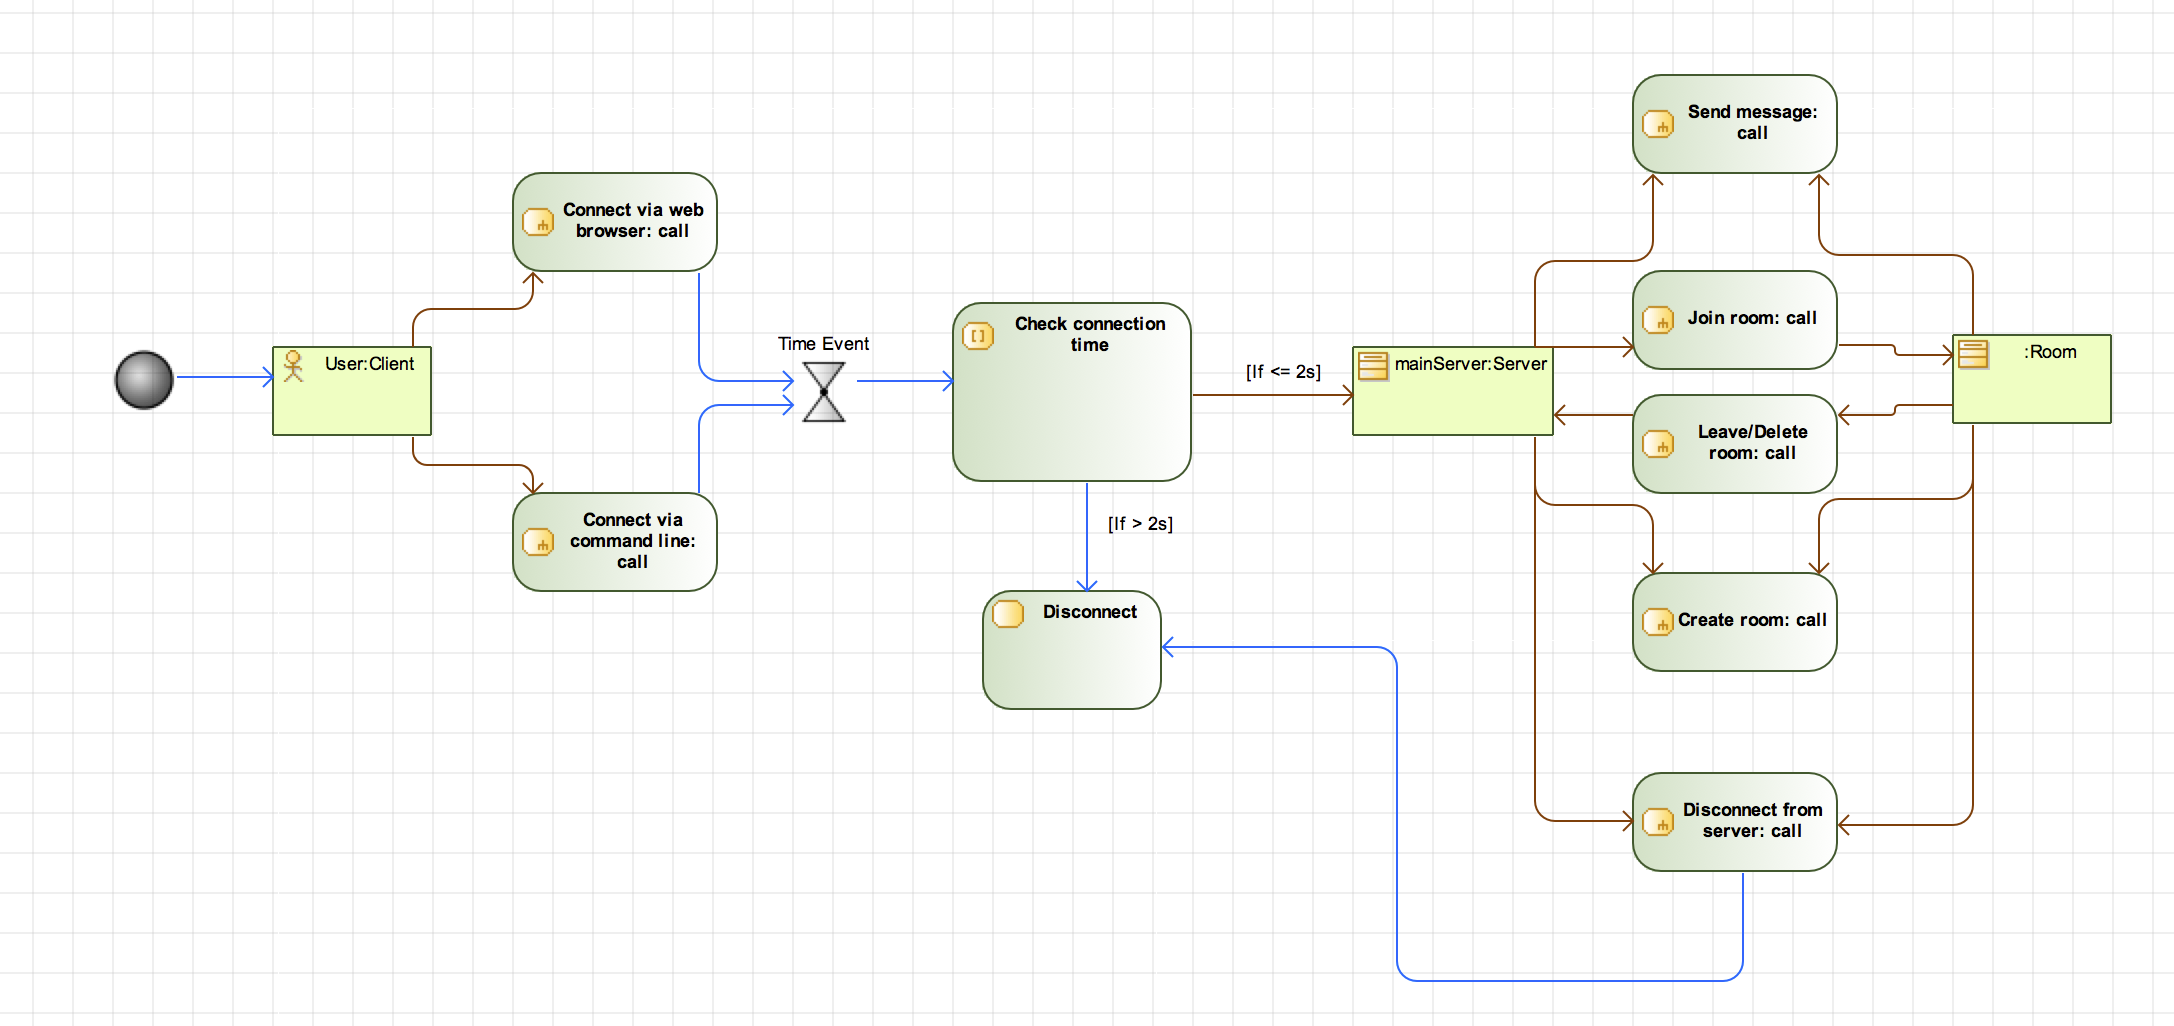 Send message:
call
Connect via web
browser: call
Time Event
Check connection
time
Join room: call
User:Client
[If <= 2s]
mainServer:Server
:Room
Leave/Delete
room: call
Connect via
command line:
call
[If > 2s]
Disconnect
Create room: call
Disconnect from
server: call